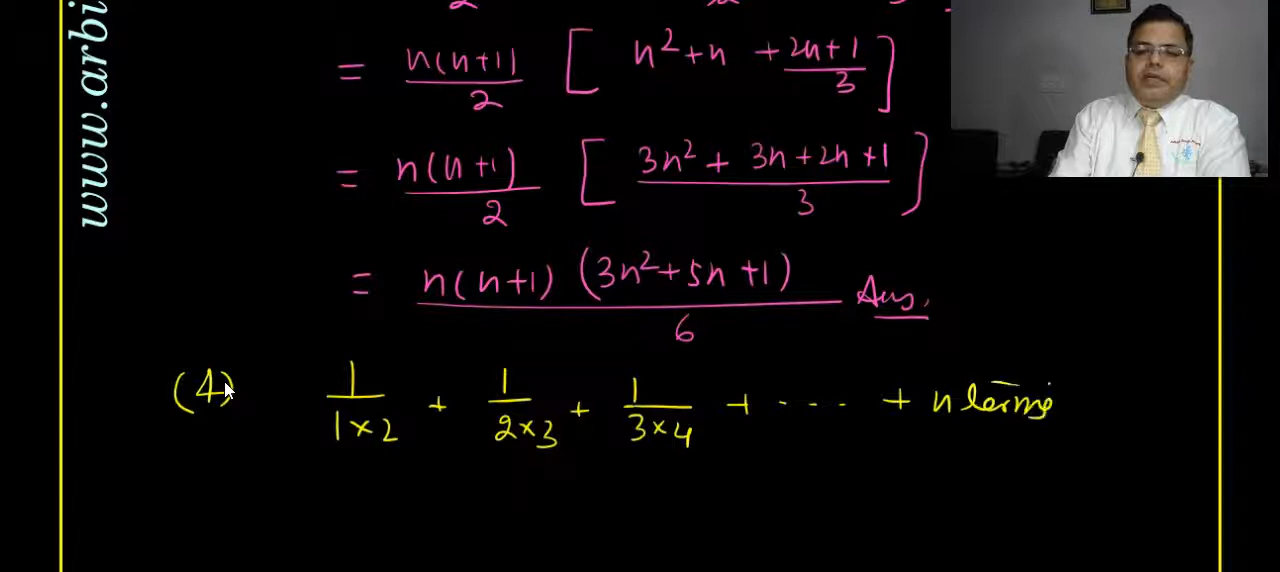 www.arbi
= n(n+1)/2 [ n² + n + (2n+1)/3 ]
= n(n+1)/2 [ (3n² + 3n + 2n + 1)/3 ]
= n(n+1) (3n² + 5n + 1)/6 Ans.
(4) 1/(1×2) + 1/(2×3) + 1/(3×4) + ---- + n terms